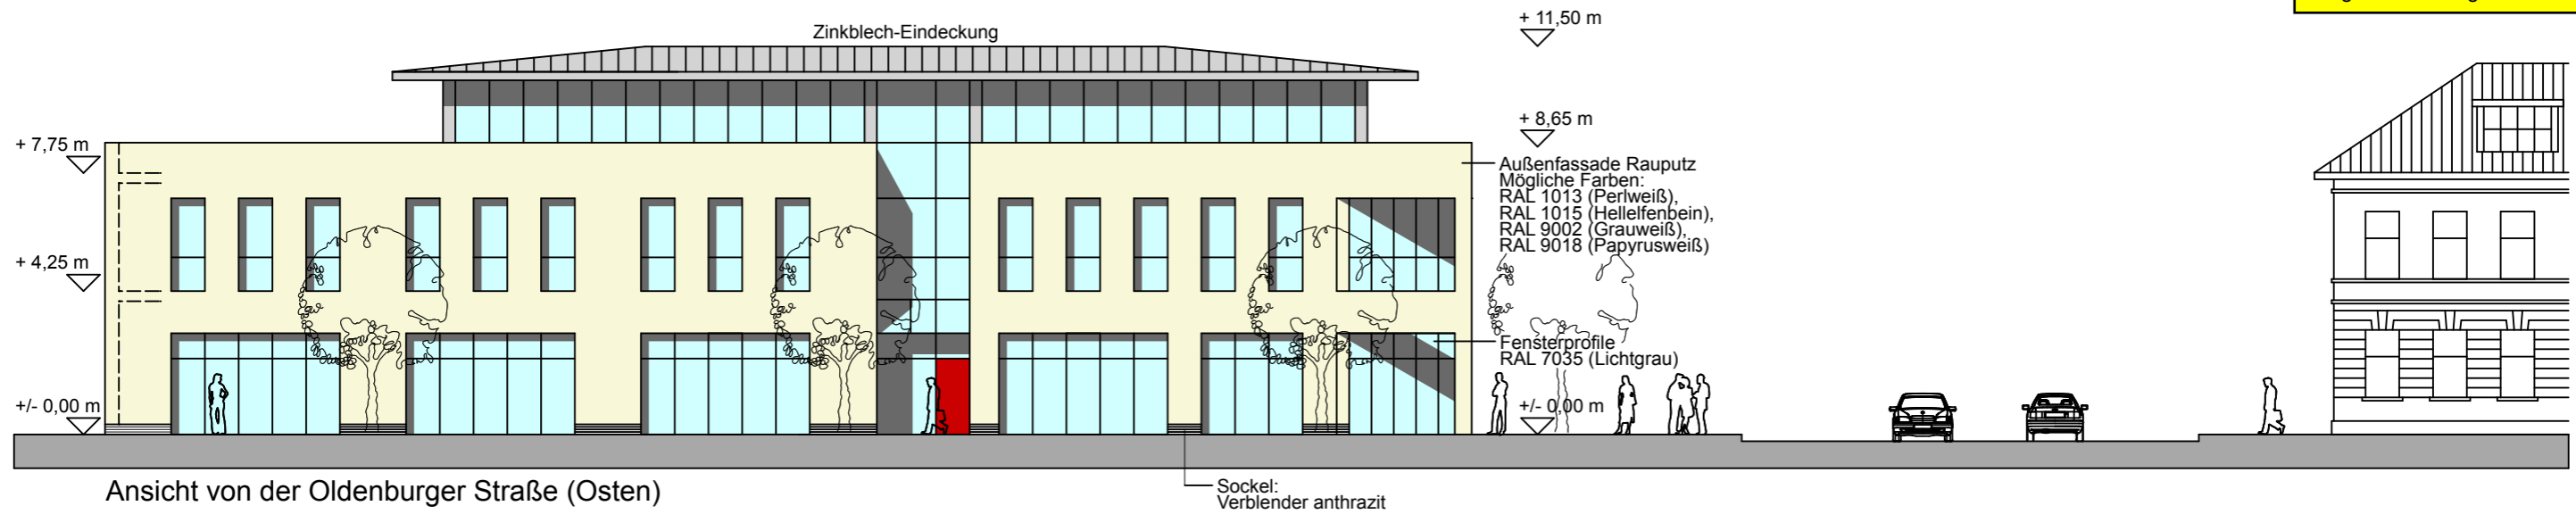 + 11,50 m
Zinkblech-Eindeckung
+ 8,65 m
+ 7,75 m
Außenfassade Rauputz
Mögliche Farben:
RAL 1013 (Perlweiß),
RAL 1015 (Hellelfenbein),
RAL 9002 (Grauweiß),
RAL 9018 (Papyrusweiß)
+ 4,25 m
Fensterprofile
RAL 7035 (Lichtgrau)
+/- 0,00 m
+/- 0,00 m
Ansicht von der Oldenburger Straße (Osten)
Sockel:
Verblender anthrazit